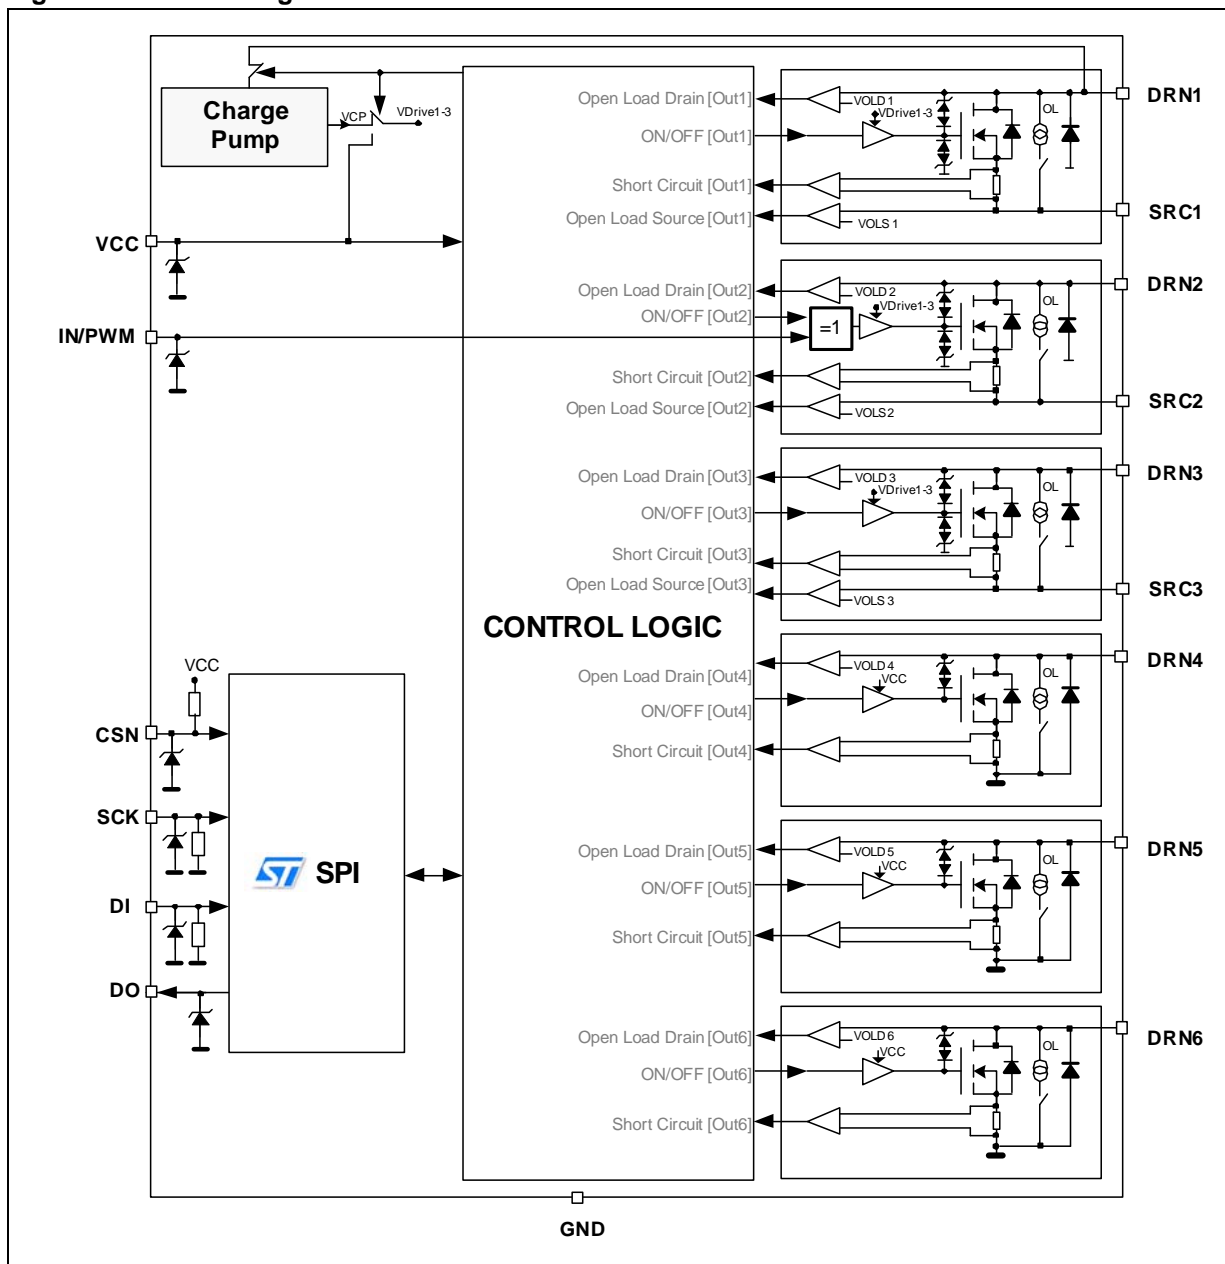 Charge
Pump
VCP
VDrive1-3
VCC
IN/PWM
Open Load Drain [Out1]
ON/OFF [Out1]
Short Circuit [Out1]
Open Load Source [Out1]
VOLD 1
VDrive1-3
OL
VOLS 1
DRN1
SRC1
Open Load Drain [Out2]
ON/OFF [Out2]
Short Circuit [Out2]
Open Load Source [Out2]
VOLD 2
VDrive1-3
=1
OL
VOLS 2
DRN2
SRC2
Open Load Drain [Out3]
ON/OFF [Out3]
Short Circuit [Out3]
Open Load Source [Out3]
VOLD 3
VDrive1-3
OL
VOLS 3
DRN3
SRC3
CONTROL LOGIC
Open Load Drain [Out4]
ON/OFF [Out4]
Short Circuit [Out4]
VOLD 4
VCC
OL
DRN4
VCC
CSN
SCK
DI
DO
ST SPI
Open Load Drain [Out5]
ON/OFF [Out5]
Short Circuit [Out5]
VOLD 5
VCC
OL
DRN5
Open Load Drain [Out6]
ON/OFF [Out6]
Short Circuit [Out6]
VOLD 6
VCC
OL
DRN6
GND